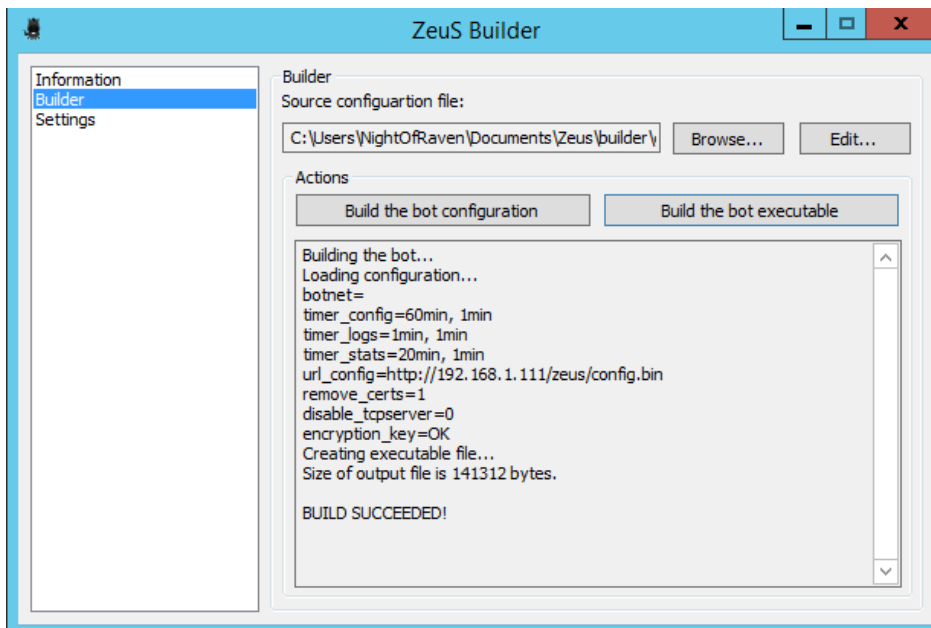 ZeuS Builder
Information
Builder
Settings
Builder
Source configuartion file:
C:\Users\NightOfRaven\Documents\Zeus\builder\
Browse...
Edit...
Actions
Build the bot configuration
Build the bot executable
Building the bot...
Loading configuration...
botnet=
timer_config=60min, 1min
timer_logs=1min, 1min
timer_stats=20min, 1min
url_config=http://192.168.1.111/zeus/config.bin
remove_certs=1
disable_tcpserver=0
encryption_key=OK
Creating executable file...
Size of output file is 141312 bytes.
BUILD SUCCEEDED!